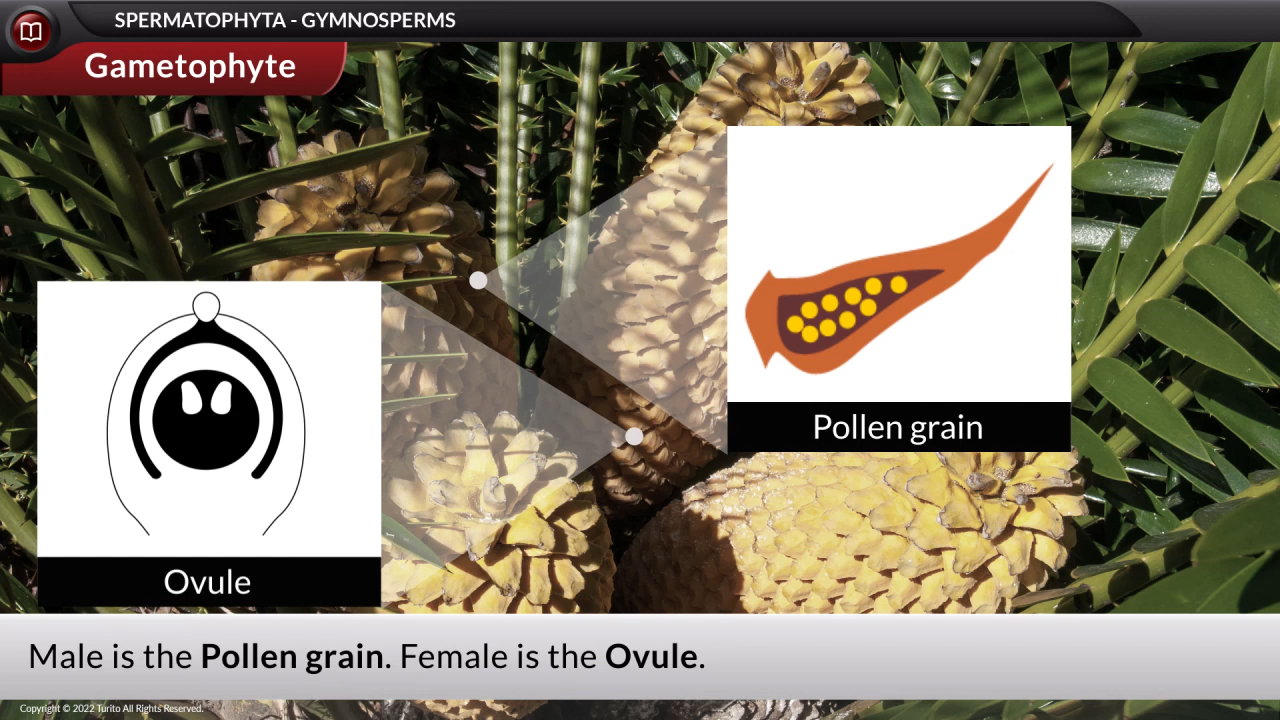 SPERMATOPHYTA - GYMNOSPERMS
Gametophyte
Pollen grain
Ovule
Male is the Pollen grain. Female is the Ovule.
Copyright © 2022 Turito All Rights Reserved.